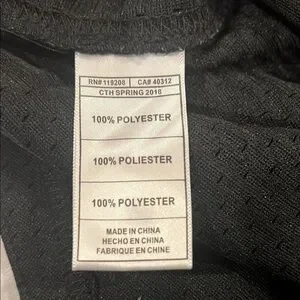 RN# 119208 CA# 40312
CTH SPRING 2018
100% POLYESTER
100% POLIESTER
100% POLYESTER
MADE IN CHINA
HECHO EN CHINA
FABRIQUE EN CHINE